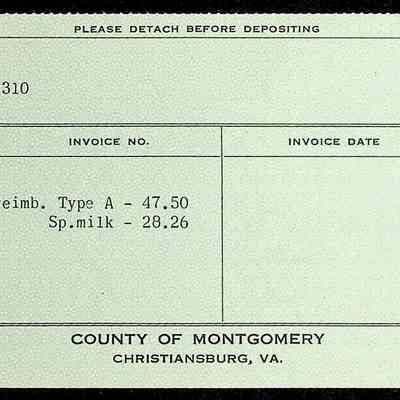 PLEASE DETACH BEFORE DEPOSITING
310
INVOICE NO.
INVOICE DATE
eimb. Type A - 47.50
Sp.milk - 28.26
COUNTY OF MONTGOMERY
CHRISTIANSBURG, VA.